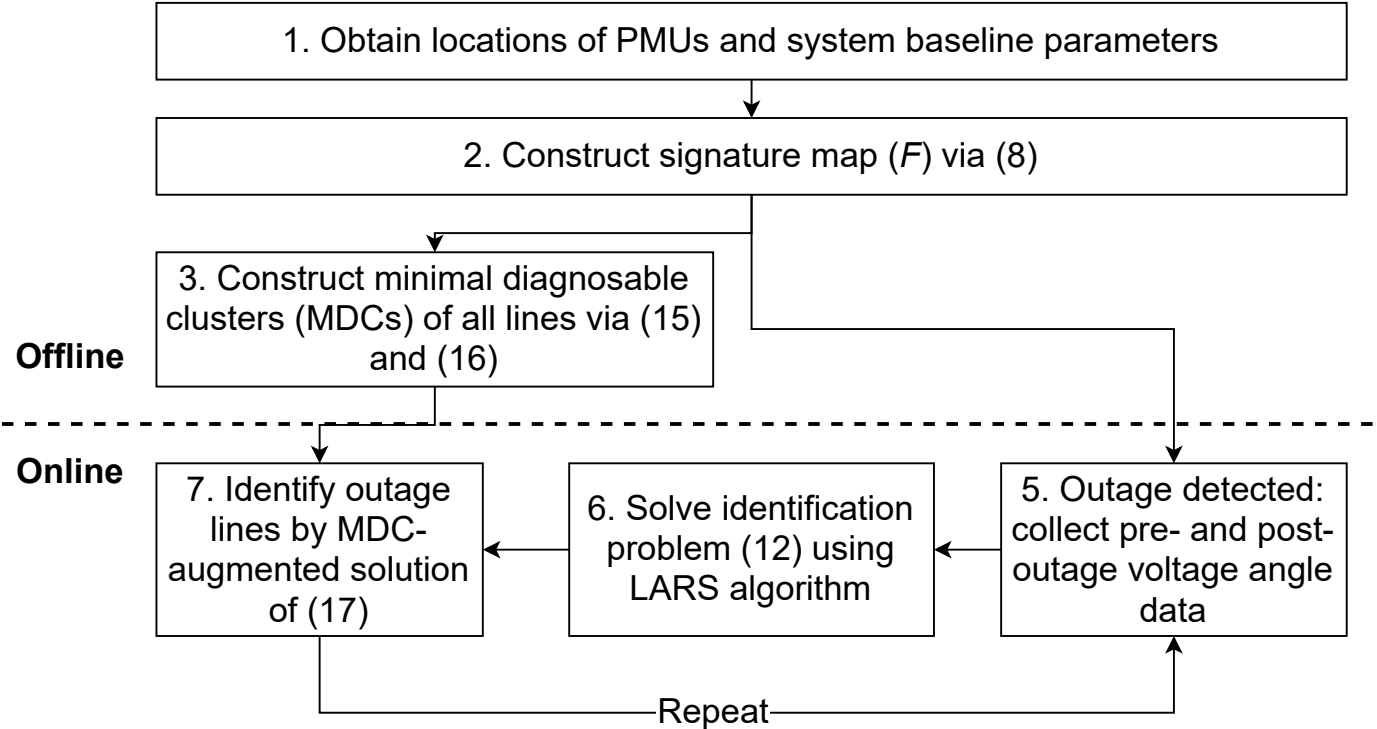 1. Obtain locations of PMUs and system baseline parameters
2. Construct signature map (F) via (8)
3. Construct minimal diagnosable
clusters (MDCs) of all lines via (15)
and (16)
Offline
Online
7. Identify outage
lines by MDC-
augmented solution
of (17)
6. Solve identification
problem (12) using
LARS algorithm
5. Outage detected:
collect pre- and post-
outage voltage angle
data
Repeat